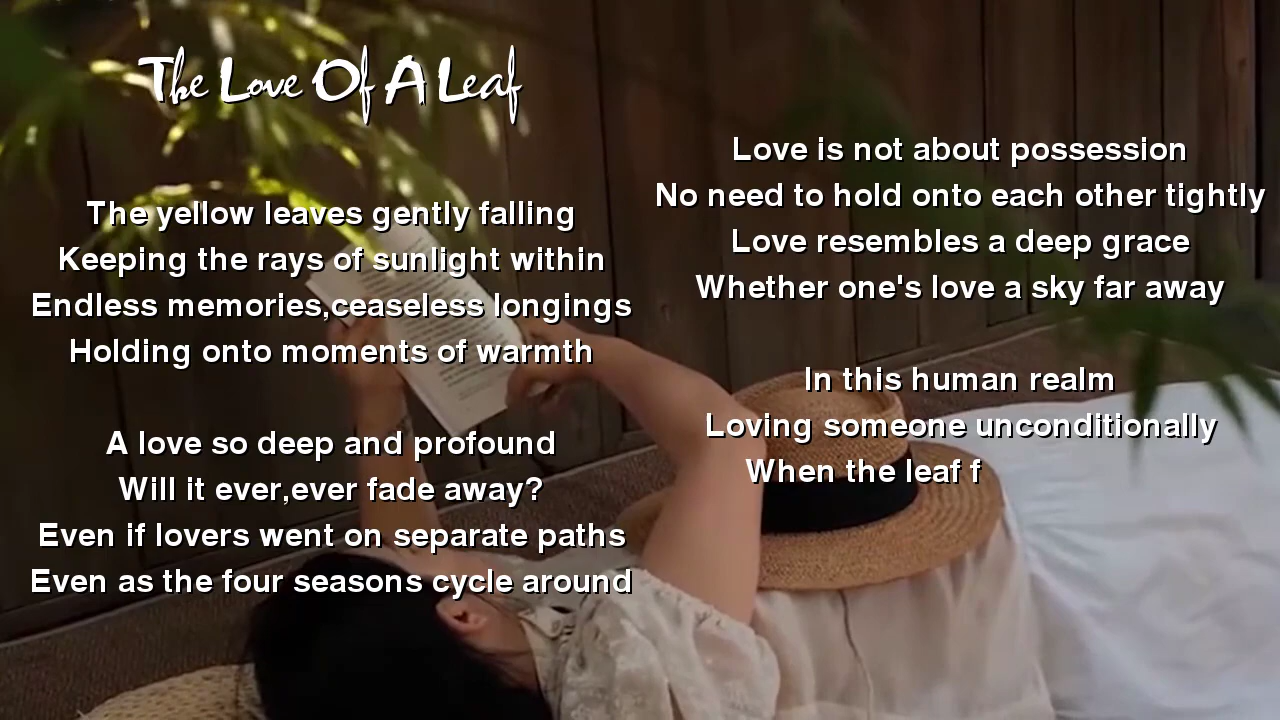 The Love Of A Leaf
The yellow leaves gently falling
Keeping the rays of sunlight within
Endless memories,ceaseless longings
Holding onto moments of warmth
A love so deep and profound
Will it ever,ever fade away?
Even if lovers went on separate paths
Even as the four seasons cycle around
Love is not about possession
No need to hold onto each other tightly
Love resembles a deep grace
Whether one's love a sky far away
In this human realm
Loving someone unconditionally
When the leaf f